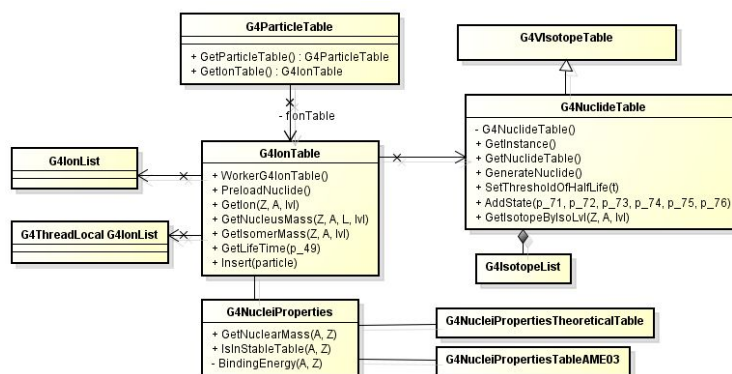 G4ParticleTable
+ GetParticleTable() : G4ParticleTable
+ GetIonTable() : G4IonTable
- fIonTable
G4VIsotopeTable
G4NuclideTable
- G4NuclideTable()
+ GetInstance()
+ GetNuclideTable()
+ GenerateNuclide()
+ SetThresholdOfHalfLife(t)
+ AddState(p_71, p_72, p_73, p_74, p_75, p_76)
+ GetIsotopeByIsoLvl(Z, A, lvl)
G4IonList
G4ThreadLocal G4IonList
G4IonTable
+ WorkerG4IonTable()
+ PreloadNuclide()
+ GetIon(Z, A, lvl)
+ GetNucleusMass(Z, A, L, lvl)
+ GetIsomerMass(Z, A, lvl)
+ GetLifeTime(p_49)
+ Insert(particle)
G4IsotopeList
G4NucleiProperties
+ GetNuclearMass(A, Z)
+ IsInStableTable(A, Z)
- BindingEnergy(A, Z)
G4NucleiPropertiesTheoreticalTable
G4NucleiPropertiesTableAME03